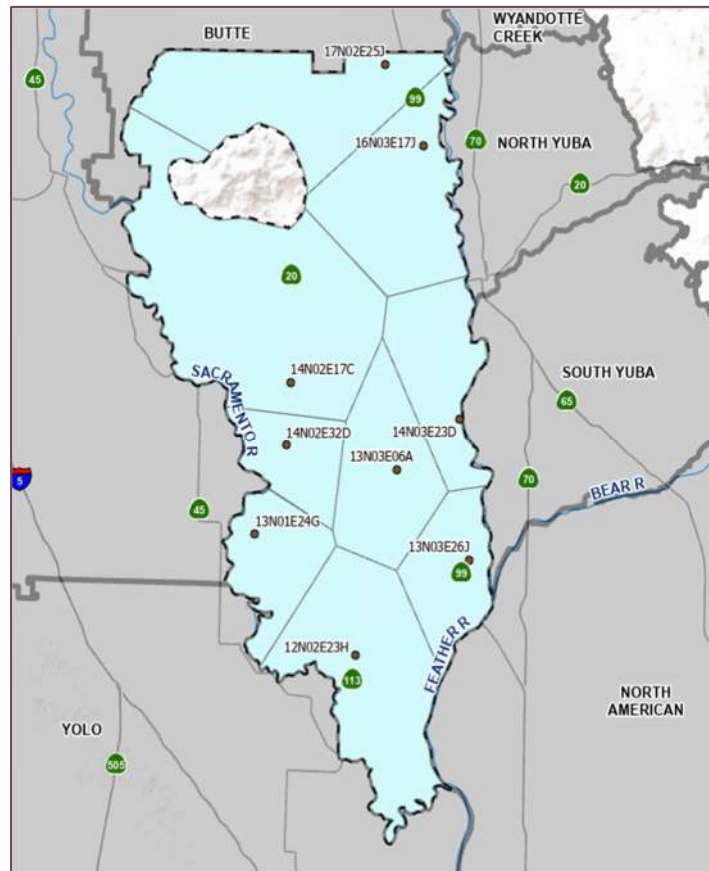 BUTTE
WYANDOTTE
CREEK
17N02E25J
45
99
16N03E17J
70
NORTH YUBA
20
20
14N02E17C
SACRAMENTO R
SOUTH YUBA
65
14N03E23D
14N02E32D
13N03E06A
5
70
BEAR R
45
13N01E24G
13N03E26J
99
12N02E23H
113
FEATHER R
NORTH
AMERICAN
YOLO
505